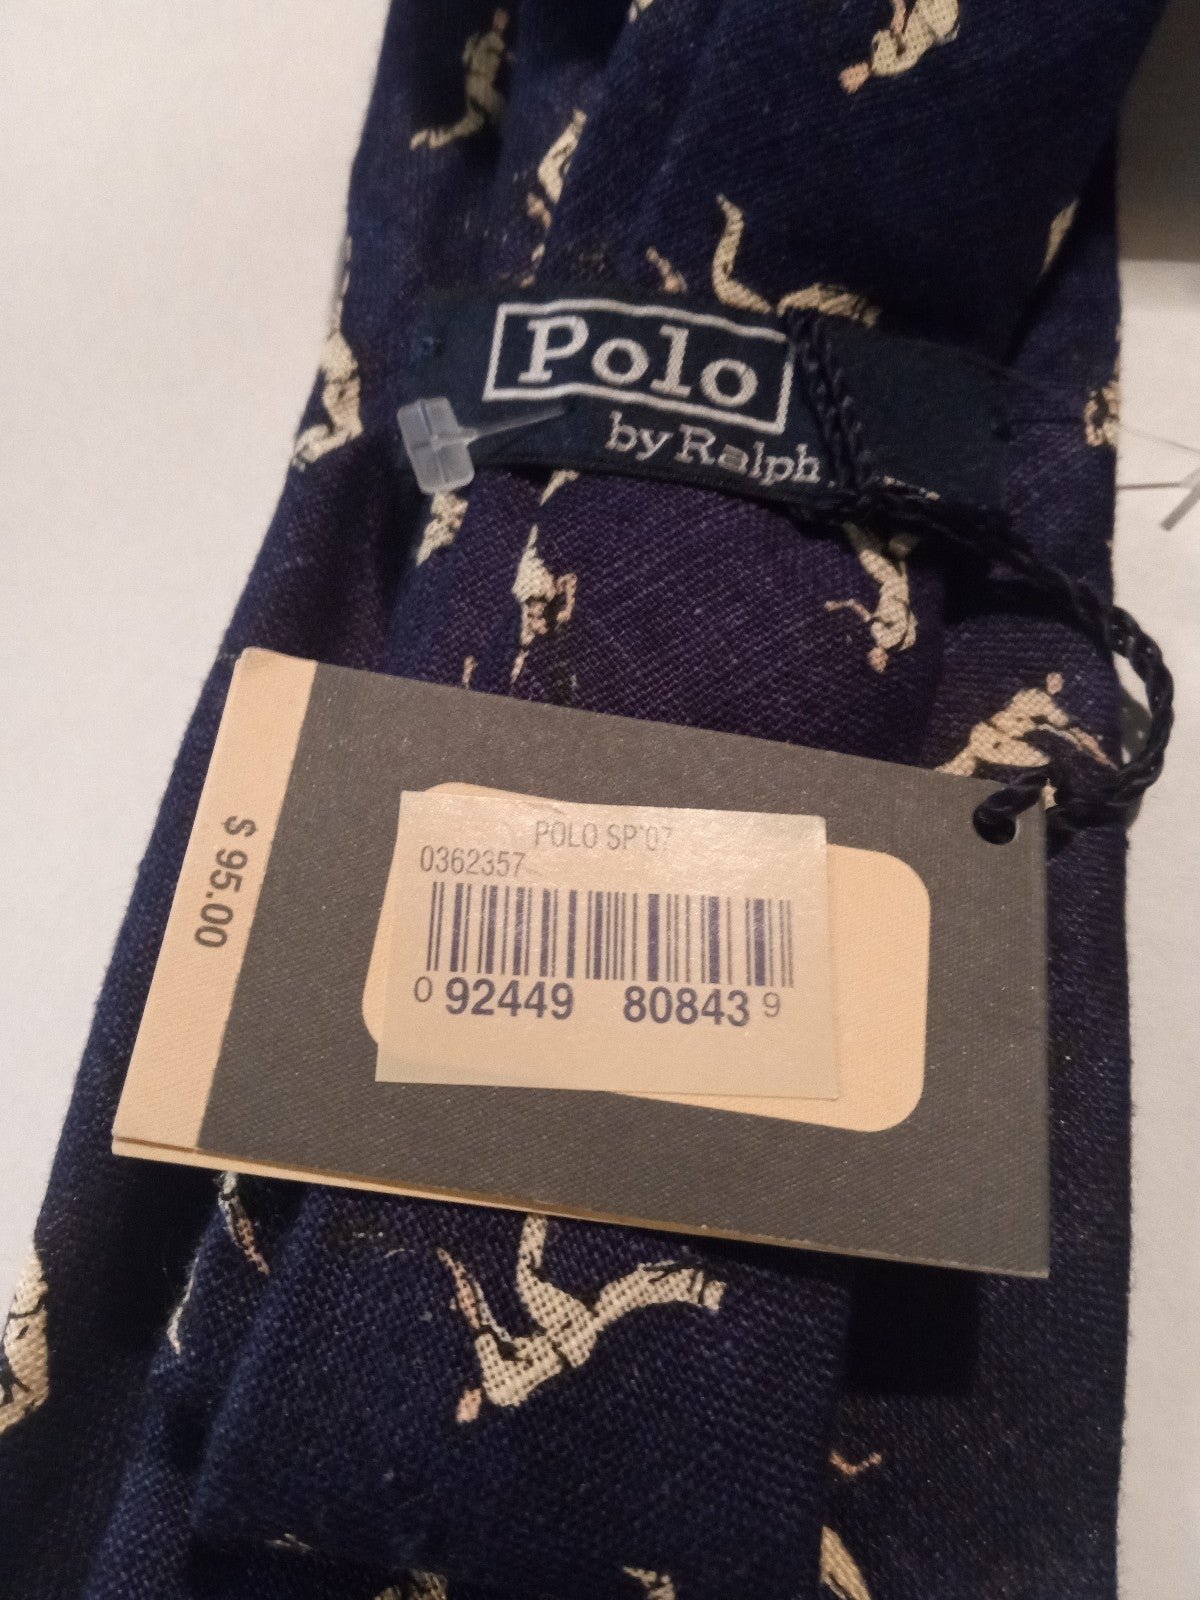 Polo
by Ralph
$ 95.00
POLO SP'07
0362357
0 92449 80843 9